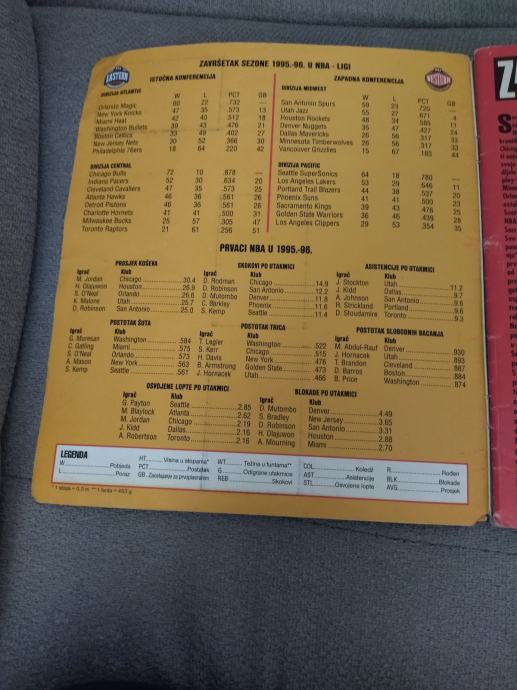 ZAVRŠETAK SEZONE 1995.-96. U NBA - LIGI
EASTERN
ISTOČNA KONFERENCIJA
DIVIZIJA ATLANTIC W L PCT GB
Orlando Magic 60 22 .732 —
New York Knicks 47 35 .573 13
Miami Heat 42 40 .512 18
Washington Bullets 39 43 .476 21
Boston Celtics 33 49 .402 27
New Jersey Nets 30 52 .366 30
Philadelphia 76ers 18 64 .220 42
DIVIZIJA CENTRAL
Chicago Bulls 72 10 .878 —
Indiana Pacers 52 30 .634 20
Cleveland Cavaliers 47 35 .573 25
Atlanta Hawks 46 36 .561 26
Detroit Pistons 46 36 .561 26
Charlotte Hornets 41 41 .500 31
Milwaukee Bucks 25 57 .305 47
Toronto Raptors 21 61 .256 51
WESTERN
ZAPADNA KONFERENCIJA
DIVIZIJA MIDWEST W L PCT GB
San Antonio Spurs 59 23 .720 —
Utah Jazz 55 27 .671 4
Houston Rockets 48 34 .585 11
Denver Nuggets 35 47 .427 24
Dallas Mavericks 26 56 .317 33
Minnesota Timberwolves 26 56 .317 33
Vancouver Grizzlies 15 67 .183 44
DIVIZIJA PACIFIC
Seattle SuperSonics 64 18 .780 —
Los Angeles Lakers 53 29 .646 11
Portland Trail Blazers 44 38 .537 20
Phoenix Suns 41 41 .500 23
Sacramento Kings 39 43 .476 25
Golden State Warriors 36 46 .439 28
Los Angeles Clippers 29 53 .354 35
PRVACI NBA U 1995.-96.
PROSJEK KOŠEVA
Igrač Klub
M. Jordan Chicago 30.4
H. Olajuwon Houston 26.9
S. O'Neal Orlando 26.6
K. Malone Utah 25.7
D. Robinson San Antonio 25.0
SKOKOVI PO UTAKMICI
Igrač Klub
D. Rodman Chicago 14.9
D. Robinson San Antonio 12.2
D. Mutombo Denver 11.8
C. Barkley Phoenix 11.6
S. Kemp Seattle 11.4
ASISTENCIJE PO UTAKMICI
Igrač Klub
J. Stockton Utah 11.2
J. Kidd Dallas 9.7
A. Johnson San Antonio 9.6
R. Strickland Portland 9.6
D. Stoudamire Toronto 9.3
POSTOTAK ŠUTA
Igrač Klub
G. Muresan Washington .584
C. Gatling Miami .575
S. O'Neal Orlando .573
A. Mason New York .563
S. Kemp Seattle .561
POSTOTAK TRICA
Igrač Klub
T. Legler Washington .522
S. Kerr Chicago .515
H. Davis New York .476
B. Armstrong Golden State .473
J. Hornacek Utah .466
POSTOTAK SLOBODNIH BACANJA
Igrač Klub
M. Abdul-Rauf Denver .930
J. Hornacek Utah .893
T. Brandon Cleveland .887
D. Barros Boston .884
B. Price Washington .874
OSVOJENE LOPTE PO UTAKMICI
Igrač Klub
G. Payton Seattle 2.85
M. Blaylock Atlanta 2.62
M. Jordan Chicago 2.19
J. Kidd Dallas 2.16
A. Robertson Toronto 2.16
BLOKADE PO UTAKMICI
Igrač Klub
D. Mutombo Denver 4.49
S. Bradley New Jersey 3.65
D. Robinson San Antonio 3.31
H. Olajuwon Houston 2.88
A. Mourning Miami 2.70
LEGENDA
W Pobjeda
L Poraz
HT Visina u stopama*
PCT Postotak
GB Zaostajanje za prvoplasiranim
WT Težina u funtama**
G Odigrane utakmice
REB Skokovi
COL Koledž
AST Asistencije
STL Osvojene lopte
R Rođen
BLK Blokade
AVG Prosjek